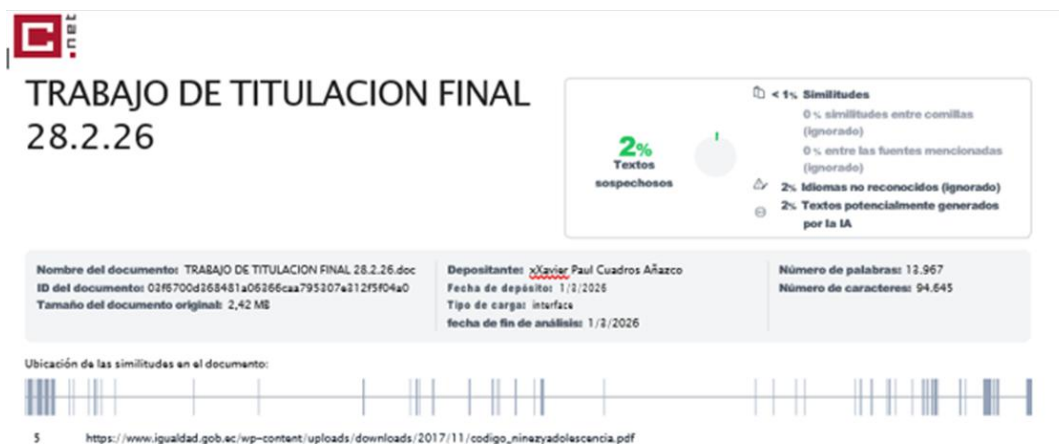 C.net
TRABAJO DE TITULACION FINAL
28.2.26
2%
Textos
sospechosos
< 1% Similitudes
0 % similitudes entre comillas
(ignorado)
0 % entre las fuentes mencionadas
(ignorado)
2% Idiomas no reconocidos (ignorado)
2% Textos potencialmente generados
por la IA
Nombre del documento: TRABAJO DE TITULACION FINAL 28.2.26.doc
ID del documento: 03f6700d368481a06366caa795307e312f5f04a0
Tamaño del documento original: 2,42 MB
Depositante: xXavier Paul Cuadros Añazco
Fecha de depósito: 1/3/2026
Tipo de carga: interface
fecha de fin de análisis: 1/3/2026
Número de palabras: 13.967
Número de caracteres: 94.645
Ubicación de las similitudes en el documento:
5 https://www.igualdad.gob.ec/wp-content/uploads/downloads/2017/11/codigo_ninezyadolescencia.pdf